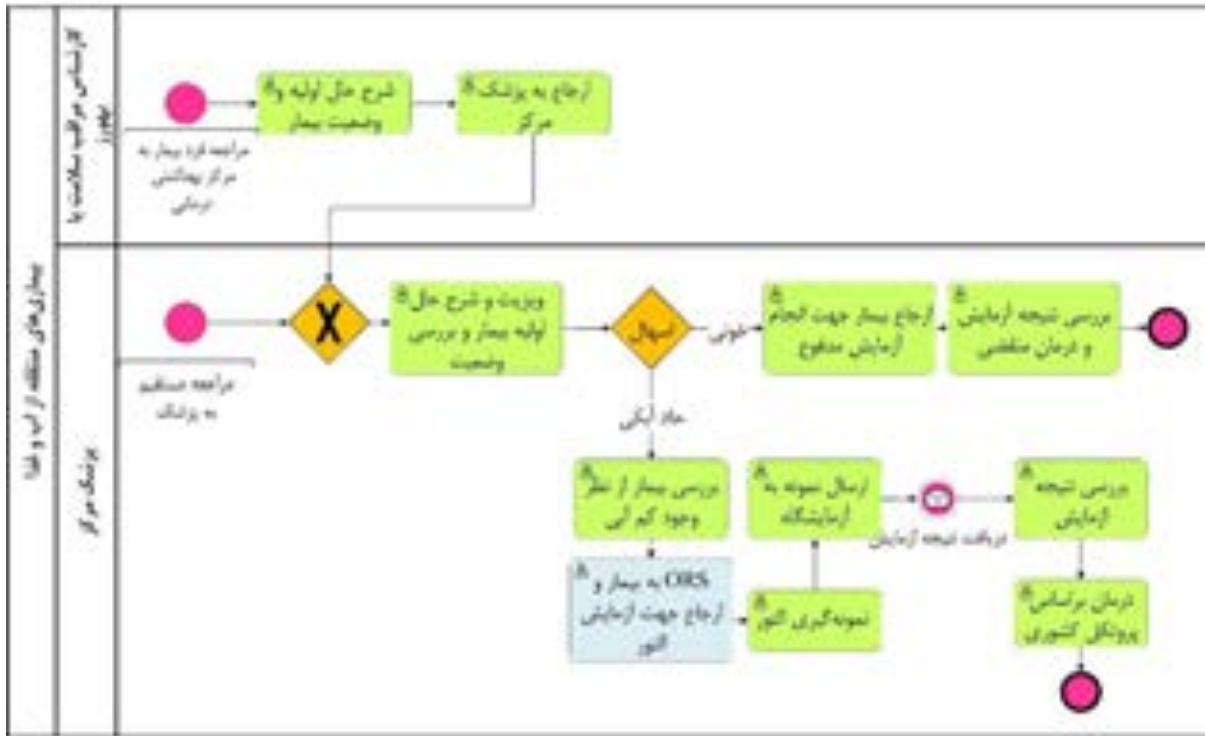 بیماری‌های منتقله از آب و غذا
کارشناس مراقب سلامت یا
بهورز
مراجعه فرد بیمار به
مرکز بهداشتی
درمانی
شرح حال اولیه و
وضعیت بیمار
ارجاع به پزشک
مرکز
پزشک مرکز
مراجعه مستقیم
به پزشک
X
ویزیت و شرح حال
اولیه بیمار و بررسی
وضعیت
اسهال
خونی
ارجاع بیمار جهت انجام
آزمایش مدفوع
بررسی نتیجه آزمایش
و درمان مقتضی
حاد آبکی
بررسی بیمار از نظر
وجود کم آبی
ORS به بیمار و
ارجاع جهت آزمایش
التور
نمونه‌گیری التور
ارسال نمونه به
آزمایشگاه
دریافت نتیجه آزمایش
بررسی نتیجه
آزمایش
درمان براساس
پروتکل کشوری